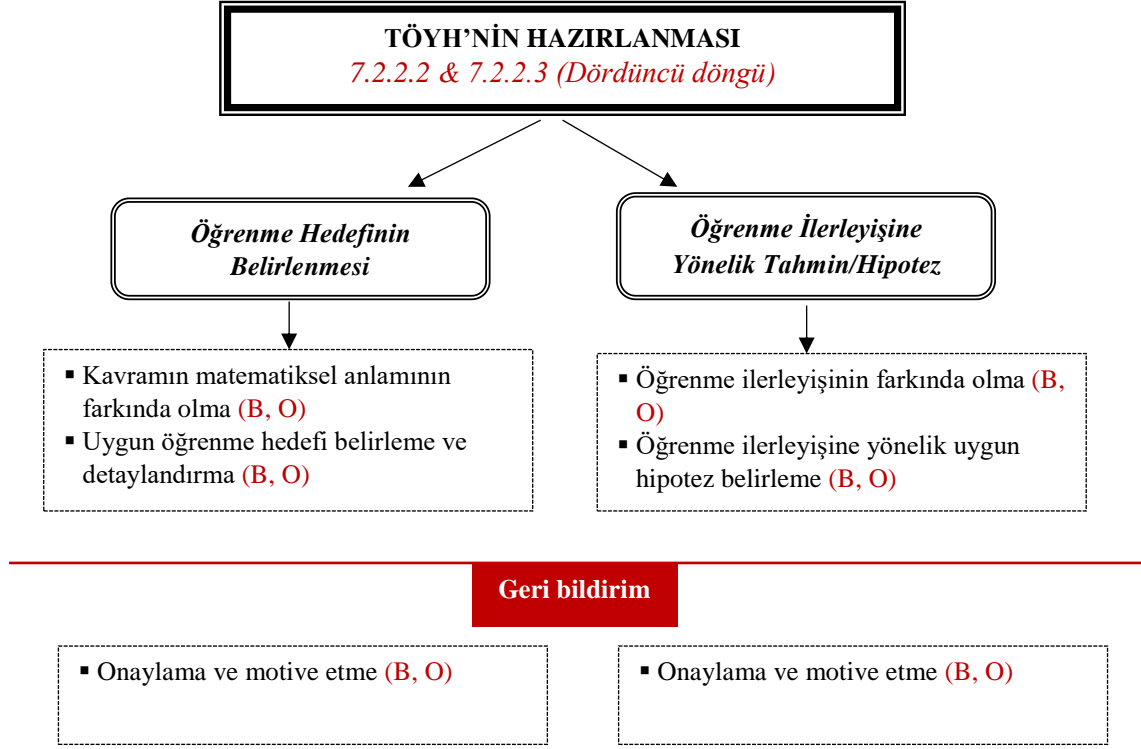 TÖYH’NİN HAZIRLANMASI
7.2.2.2 & 7.2.2.3 (Dördüncü döngü)
Öğrenme Hedefinin
Belirlenmesi
Öğrenme İlerleyişine
Yönelik Tahmin/Hipotez
▪ Kavramın matematiksel anlamının
farkında olma (B, O)
▪ Uygun öğrenme hedefi belirleme ve
detaylandırma (B, O)
▪ Öğrenme ilerleyişinin farkında olma (B,
O)
▪ Öğrenme ilerleyişine yönelik uygun
hipotez belirleme (B, O)
Geri bildirim
▪ Onaylama ve motive etme (B, O)
▪ Onaylama ve motive etme (B, O)